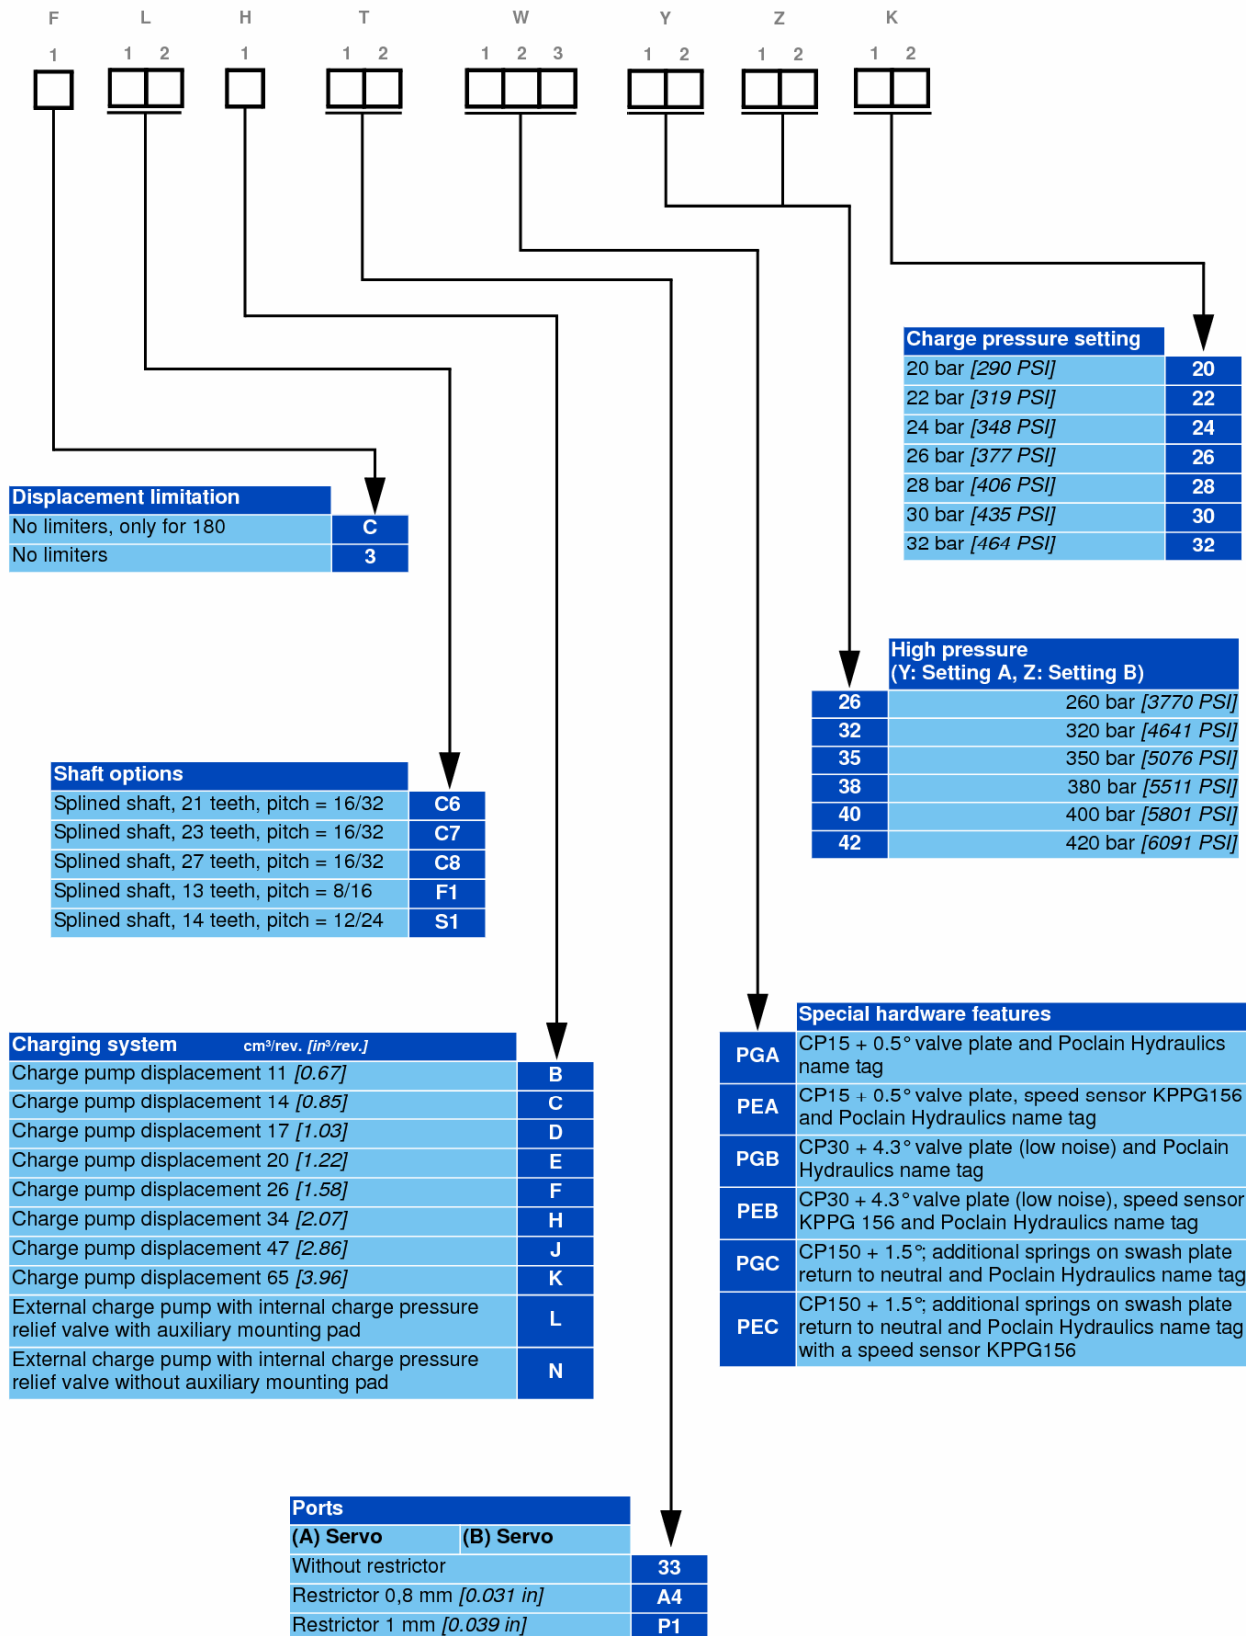 F L H T W Y Z K
1 1 2 1 1 2 1 2 3 1 2 1 2 1 2
Charge pressure setting
20 bar [290 PSI] 20
22 bar [319 PSI] 22
24 bar [348 PSI] 24
26 bar [377 PSI] 26
28 bar [406 PSI] 28
30 bar [435 PSI] 30
32 bar [464 PSI] 32
Displacement limitation
No limiters, only for 180 C
No limiters 3
High pressure
(Y: Setting A, Z: Setting B)
26 260 bar [3770 PSI]
32 320 bar [4641 PSI]
35 350 bar [5076 PSI]
38 380 bar [5511 PSI]
40 400 bar [5801 PSI]
42 420 bar [6091 PSI]
Shaft options
Splined shaft, 21 teeth, pitch = 16/32 C6
Splined shaft, 23 teeth, pitch = 16/32 C7
Splined shaft, 27 teeth, pitch = 16/32 C8
Splined shaft, 13 teeth, pitch = 8/16 F1
Splined shaft, 14 teeth, pitch = 12/24 S1
Special hardware features
PGA CP15 + 0.5° valve plate and Poclain Hydraulics
name tag
PEA CP15 + 0.5° valve plate, speed sensor KPPG156
and Poclain Hydraulics name tag
PGB CP30 + 4.3° valve plate (low noise) and Poclain
Hydraulics name tag
PEB CP30 + 4.3° valve plate (low noise), speed sensor
KPPG 156 and Poclain Hydraulics name tag
PGC CP150 + 1.5°; additional springs on swash plate
return to neutral and Poclain Hydraulics name tag
PEC CP150 + 1.5°; additional springs on swash plate
return to neutral and Poclain Hydraulics name tag
with a speed sensor KPPG156
Charging system cm³/rev. [in³/rev.]
Charge pump displacement 11 [0.67] B
Charge pump displacement 14 [0.85] C
Charge pump displacement 17 [1.03] D
Charge pump displacement 20 [1.22] E
Charge pump displacement 26 [1.58] F
Charge pump displacement 34 [2.07] H
Charge pump displacement 47 [2.86] J
Charge pump displacement 65 [3.96] K
External charge pump with internal charge pressure
relief valve with auxiliary mounting pad L
External charge pump with internal charge pressure
relief valve without auxiliary mounting pad N
Ports
(A) Servo (B) Servo
Without restrictor 33
Restrictor 0,8 mm [0.031 in] A4
Restrictor 1 mm [0.039 in] P1